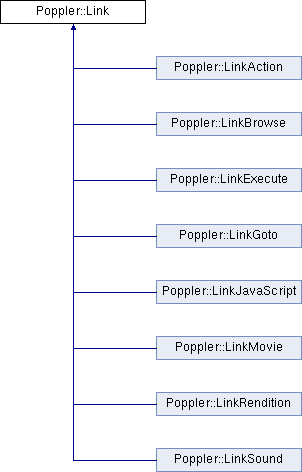 Poppler::Link
Poppler::LinkAction
Poppler::LinkBrowse
Poppler::LinkExecute
Poppler::LinkGoto
Poppler::LinkJavaScript
Poppler::LinkMovie
Poppler::LinkRendition
Poppler::LinkSound